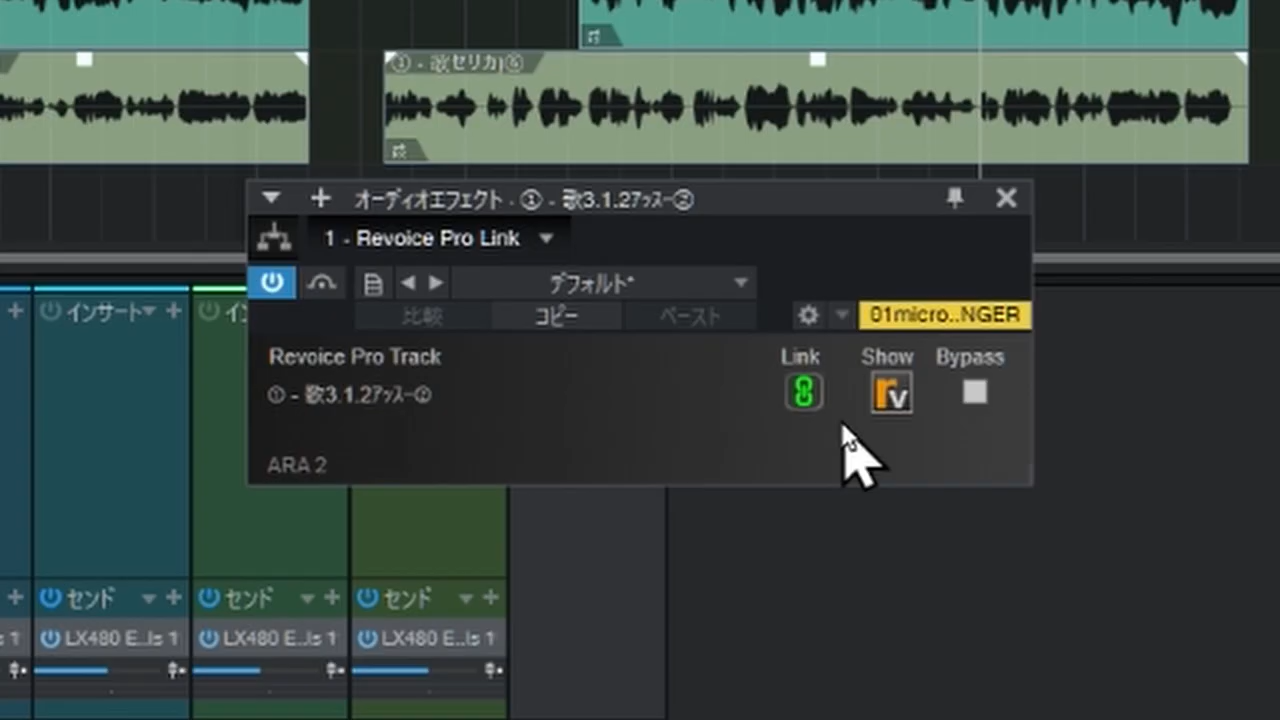 ① - 歌(セリカ)⑤
オーディオエフェクト - ① - 歌3.1.2アッスー②
1 - Revoice Pro Link
デフォルト*
比較 コピー ペースト
01micro..NGER
Revoice Pro Track Link Show Bypass
① - 歌3.1.2アッスー②
rv
ARA 2
インサート
センド センド センド
LX480 E..ls 1 LX480 E..ls 1 LX480 E..ls 1